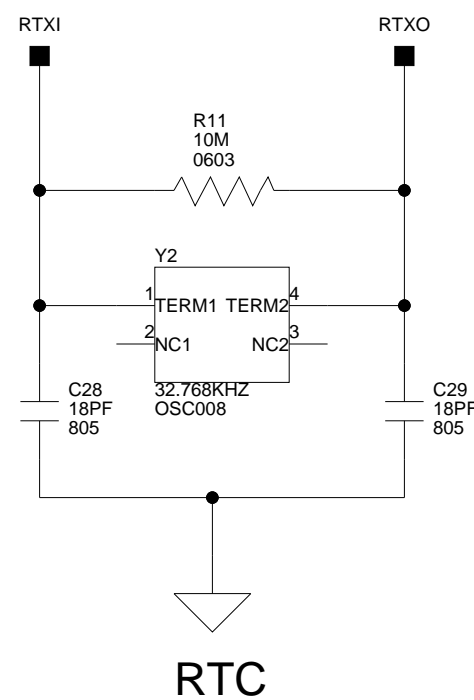 RTXI
RTXO
R11
10M
0603
Y2
1
TERM1
TERM2
4
2
NC1
NC2
3
32.768KHZ
OSC008
C28
18PF
805
C29
18PF
805
RTC